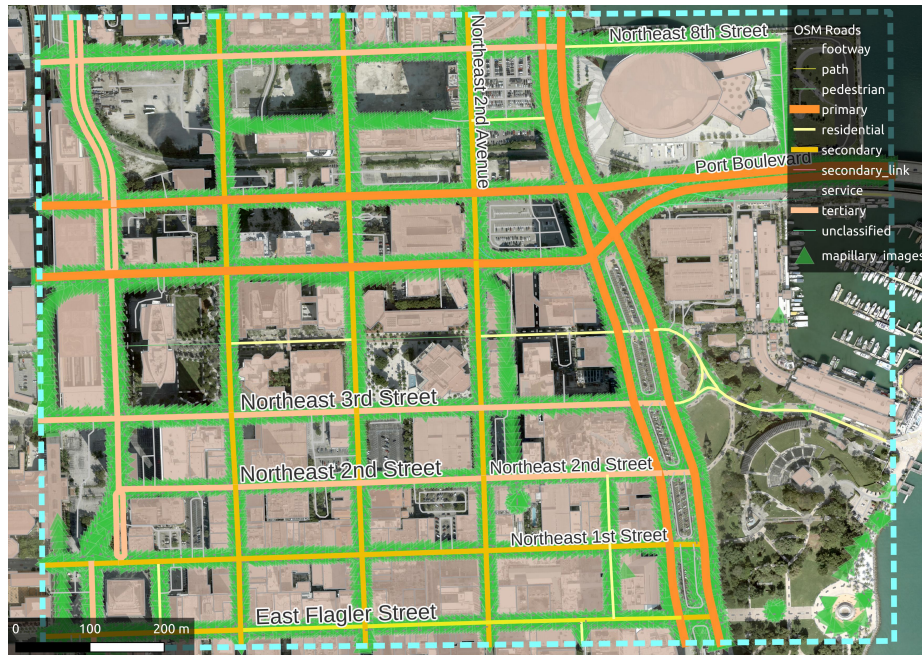 Northeast 8th Street
OSM Roads
footway
path
pedestrian
primary
residential
secondary
secondary_link
service
tertiary
unclassified
mapillary_images
Northeast 2nd Avenue
Port Boulevard
Northeast 3rd Street
Northeast 2nd Street
Northeast 2nd Street
Northeast 1st Street
East Flagler Street
0 100 200 m